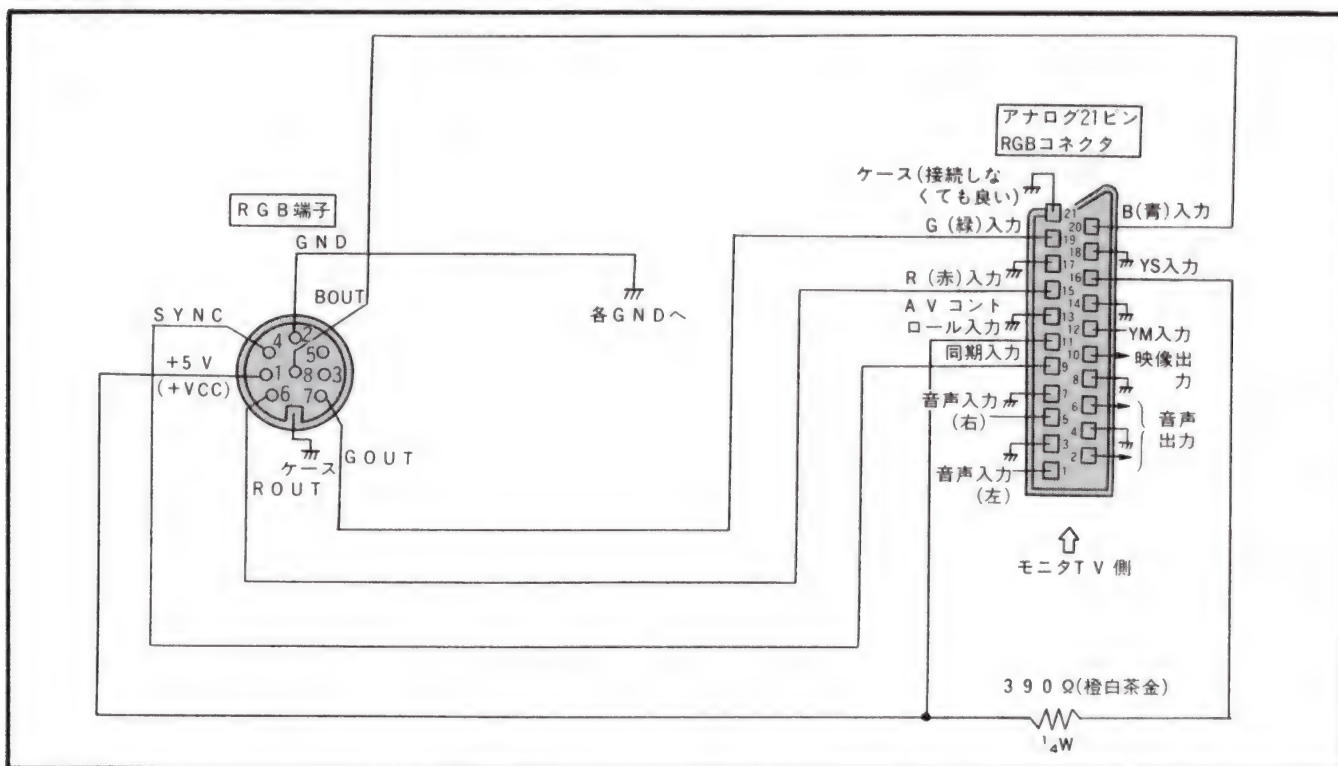 アナログ21ピン
RGBコネクタ
ケース(接続しな
くても良い)
RGB端子
GND
BOUT
SYNC
+5V
(+VCC)
4
2
5
1
8
3
6
7
ケース
GOUT
ROUT
各GNDへ
G(緑)入力
R(赤)入力
AVコント
ロール入力
同期入力
音声入力
(右)
音声入力
(左)
21
20
19
18
17
16
15
14
13
12
11
10
9
8
7
6
5
4
3
2
1
B(青)入力
YS入力
YM入力
映像出
力
音声
出力
モニタTV側
390Ω(橙白茶金)
1/4W